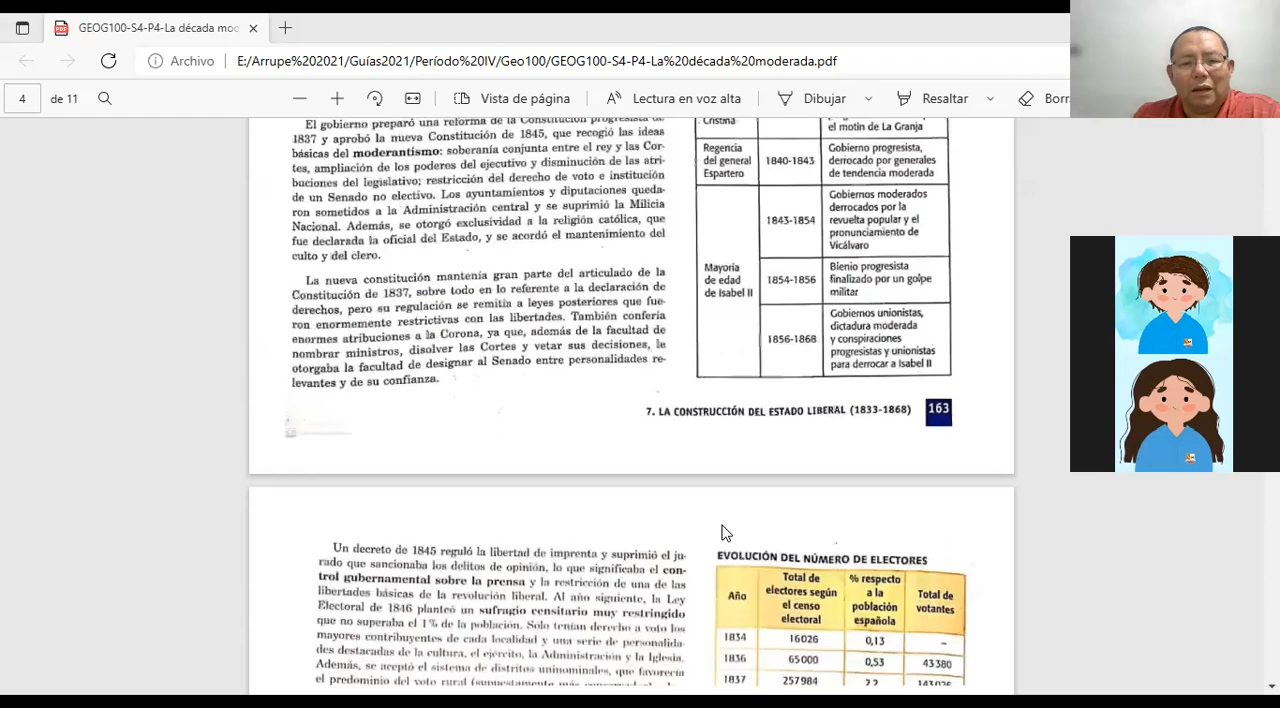 GEOG100-S4-P4-La década mo
Archivo
E:/Arrupe%202021/Guías2021/Período%20IV/Geo100/GEOG100-S4-P4-La%20década%20moderada.pdf
4
de 11
Vista de página
Lectura en voz alta
Dibujar
Resaltar
Borr
El gobierno preparó una reforma de la Constitución progresista de
1837 y aprobó la nueva Constitución de 1845, que recogió las ideas
básicas del moderantismo: soberanía conjunta entre el rey y las Cor-
tes, ampliación de los poderes del ejecutivo y disminución de las atri-
buciones del legislativo; restricción del derecho de voto e institución
de un Senado no electivo. Los ayuntamientos y diputaciones queda-
ron sometidos a la Administración central y se suprimió la Milicia
Nacional. Además, se otorgó exclusividad a la religión católica, que
fue declarada la oficial del Estado, y se acordó el mantenimiento del
culto y del clero.
La nueva constitución mantenía gran parte del articulado de la
Constitución de 1837, sobre todo en lo referente a la declaración de
derechos, pero su regulación se remitía a leyes posteriores que fue-
ron enormemente restrictivas con las libertades. También confería
enormes atribuciones a la Corona, ya que, además de la facultad de
nombrar ministros, disolver las Cortes y vetar sus decisiones, le
otorgaba la facultad de designar al Senado entre personalidades re-
levantes y de su confianza.
Cristina
el motín de La Granja
Regencia
del general
Espartero
1840-1843
Gobierno progresista,
derrocado por generales
de tendencia moderada
Mayoría
de edad
de Isabel II
1843-1854
Gobiernos moderados
derrocados por la
revuelta popular y el
pronunciamiento de
Vicálvaro
1854-1856
Bienio progresista
finalizado por un golpe
militar
1856-1868
Gobiernos unionistas,
dictadura moderada
y conspiraciones
progresistas y unionistas
para derrocar a Isabel II
7. LA CONSTRUCCIÓN DEL ESTADO LIBERAL (1833-1868)
163
Un decreto de 1845 reguló la libertad de imprenta y suprimió el ju-
rado que sancionaba los delitos de opinión, lo que significaba el con-
trol gubernamental sobre la prensa y la restricción de una de las
libertades básicas de la revolución liberal. Al año siguiente, la Ley
Electoral de 1846 planteó un sufragio censitario muy restringido
que no superaba el 1% de la población. Solo tenían derecho a voto los
mayores contribuyentes de cada localidad y una serie de personalida-
des destacadas de la cultura, el ejército, la Administración y la Iglesia.
Además, se aceptó el sistema de distritos uninominales, que favorecía
el predominio del voto rural (supuestamente más
EVOLUCIÓN DEL NÚMERO DE ELECTORES
Año
Total de
electores según
el censo
electoral
% respecto
a la
población
española
Total de
votantes
1834 16026 0,13 –
1836 65000 0,53 43380
1837 257984 2,2